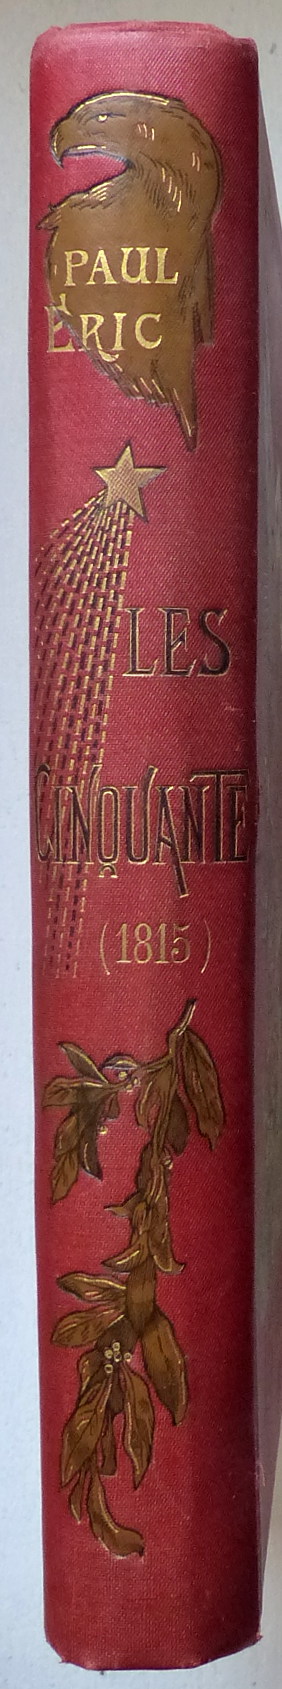 PAUL
ÉRIC
LES
CINQUANTE
(1815)